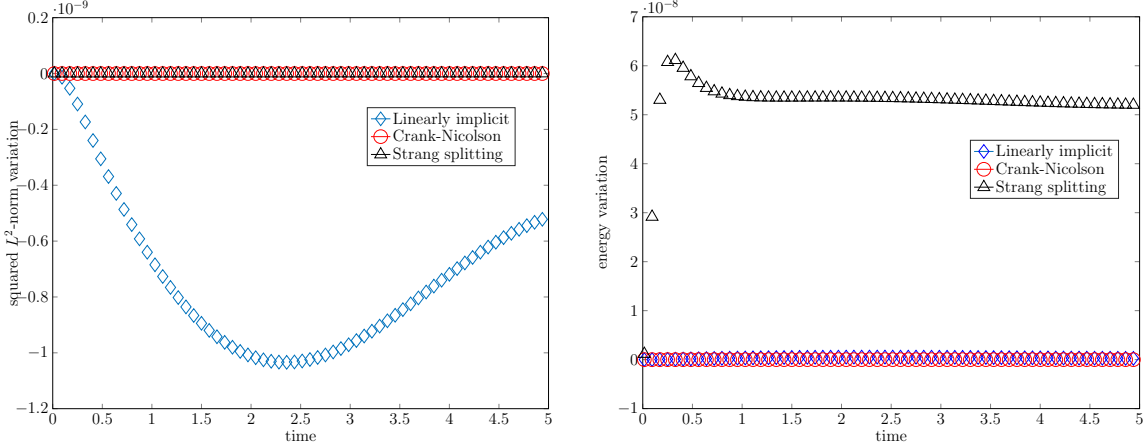 ·10⁻⁹
0.2
0
−0.2
−0.4
−0.6
−0.8
−1
−1.2
squared L²-norm variation
0 0.5 1 1.5 2 2.5 3 3.5 4 4.5 5
time
Linearly implicit
Crank-Nicolson
Strang splitting
·10⁻⁸
7
6
5
4
3
2
1
0
−1
energy variation
0 0.5 1 1.5 2 2.5 3 3.5 4 4.5 5
time
Linearly implicit
Crank-Nicolson
Strang splitting